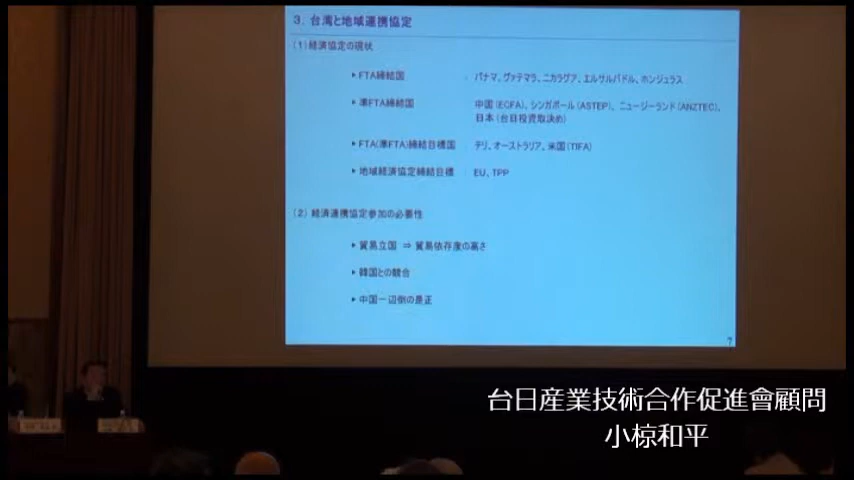 3. 台湾と地域連携協定
(1)経済協定の現状
▶FTA締結国 パナマ、グァテマラ、ニカラグア、エルサルバドル、ホンジュラス
▶準FTA締結国 中国(ECFA)、シンガポール(ASTEP)、ニュージーランド(ANZTEC)、
日本(台日投資取決め)
▶FTA(準FTA)締結目標国 チリ、オーストラリア、米国(TIFA)
▶地域経済協定締結目標 EU、TPP
(2) 経済連携協定参加の必要性
▶貿易立国 ⇒ 貿易依存度の高さ
▶韓国との競合
▶中国一辺倒の是正
7
台日産業技術合作促進會顧問
小椋和平